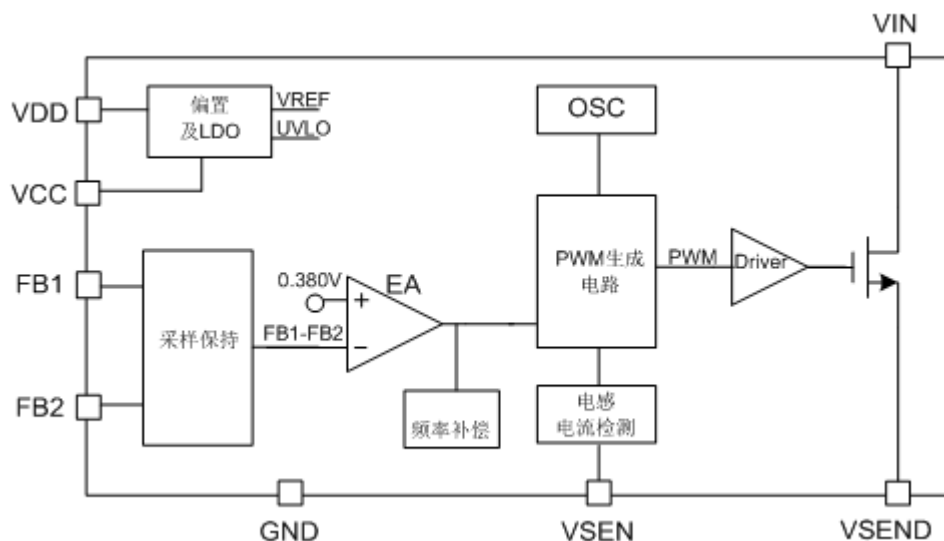 VIN
VDD
偏置
及LDO
VREF
UVLO
OSC
VCC
FB1
采样保持
0.380V
EA
FB1-FB2
PWM生成
电路
PWM
Driver
FB2
频率补偿
电感
电流检测
GND
VSEN
VSEND